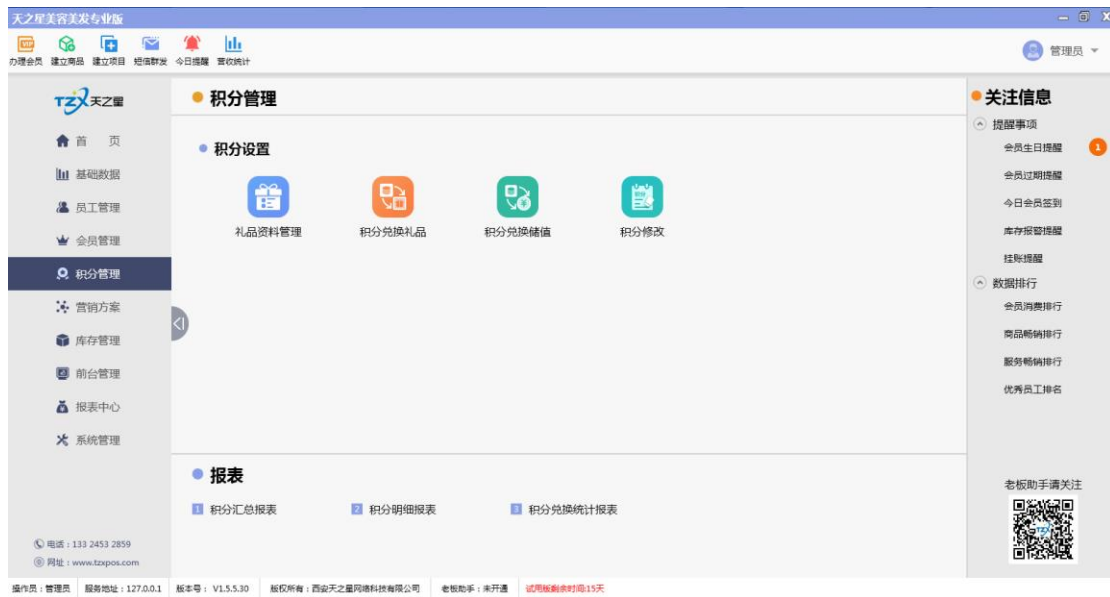 天之星美容美发专业版
办理会员 建立商品 建立项目 短信群发 今日提醒 营收统计
管理员
TZX天之星
首 页
基础数据
员工管理
会员管理
积分管理
营销方案
库存管理
前台管理
报表中心
系统管理
电话:133 2453 2859
网址:www.tzxpos.com
积分管理
积分设置
礼品资料管理 积分兑换礼品 积分兑换储值 积分修改
报表
1 积分汇总报表 2 积分明细报表 3 积分兑换统计报表
关注信息
提醒事项
会员生日提醒 1
会员过期提醒
今日会员签到
库存报警提醒
挂账提醒
数据排行
会员消费排行
商品畅销排行
服务畅销排行
优秀员工排名
老板助手请关注
操作员:管理员 服务地址:127.0.0.1 版本号: V1.5.5.30 版权所有:西安天之星网络科技有限公司 老板助手:未开通 试用版剩余时间:15天